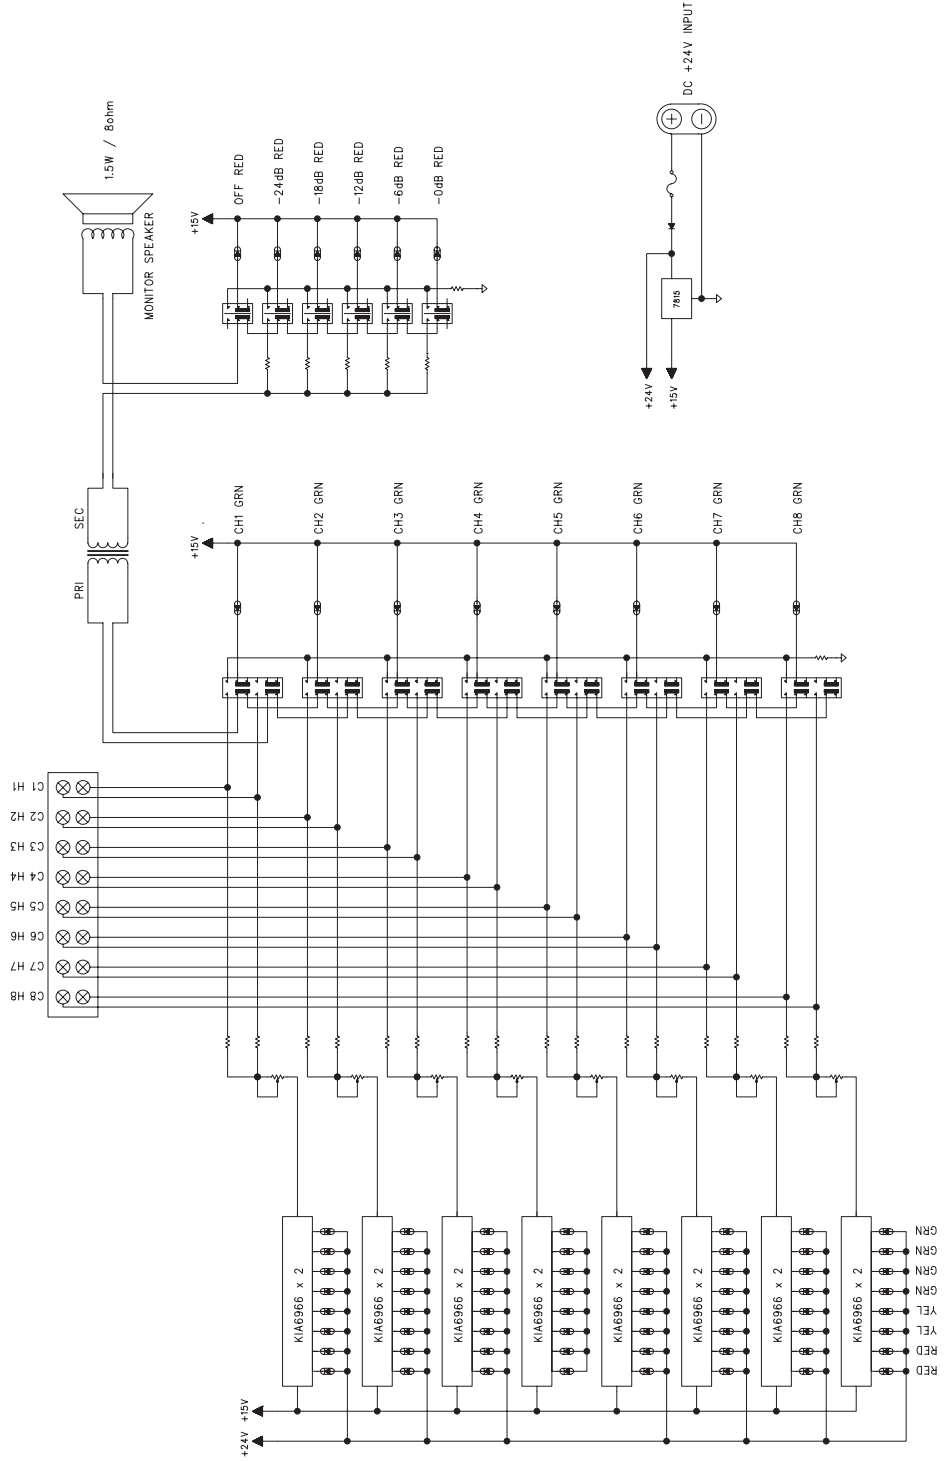 DC +24V INPUT
+
−
7815
+24V
+15V
1.5W / 8ohm
MONITOR SPEAKER
+15V
OFF RED
-24dB RED
-18dB RED
-12dB RED
-6dB RED
-0dB RED
SEC
PRI
+15V
CH1 GRN
CH2 GRN
CH3 GRN
CH4 GRN
CH5 GRN
CH6 GRN
CH7 GRN
CH8 GRN
C1 H1
C2 H2
C3 H3
C4 H4
C5 H5
C6 H6
C7 H7
C8 H8
KIA6966 x 2
KIA6966 x 2
KIA6966 x 2
KIA6966 x 2
KIA6966 x 2
KIA6966 x 2
KIA6966 x 2
KIA6966 x 2
GRN
GRN
GRN
GRN
YEL
YEL
RED
RED
+15V
+24V